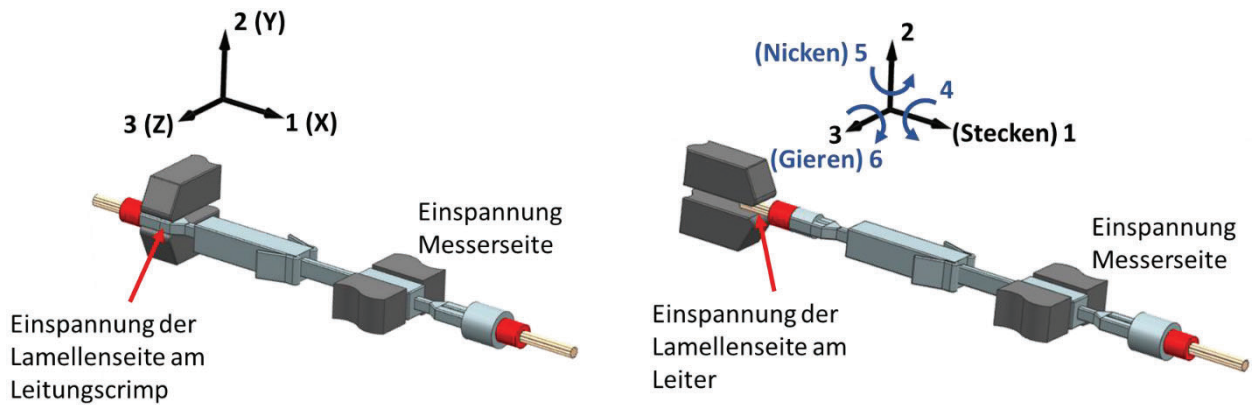 2 (Y)
3 (Z)
1 (X)
Einspannung
Messerseite
Einspannung der
Lamellenseite am
Leitungscrimp
2
(Nicken) 5
4
3
(Stecken) 1
(Gieren) 6
Einspannung
Messerseite
Einspannung der
Lamellenseite am
Leiter